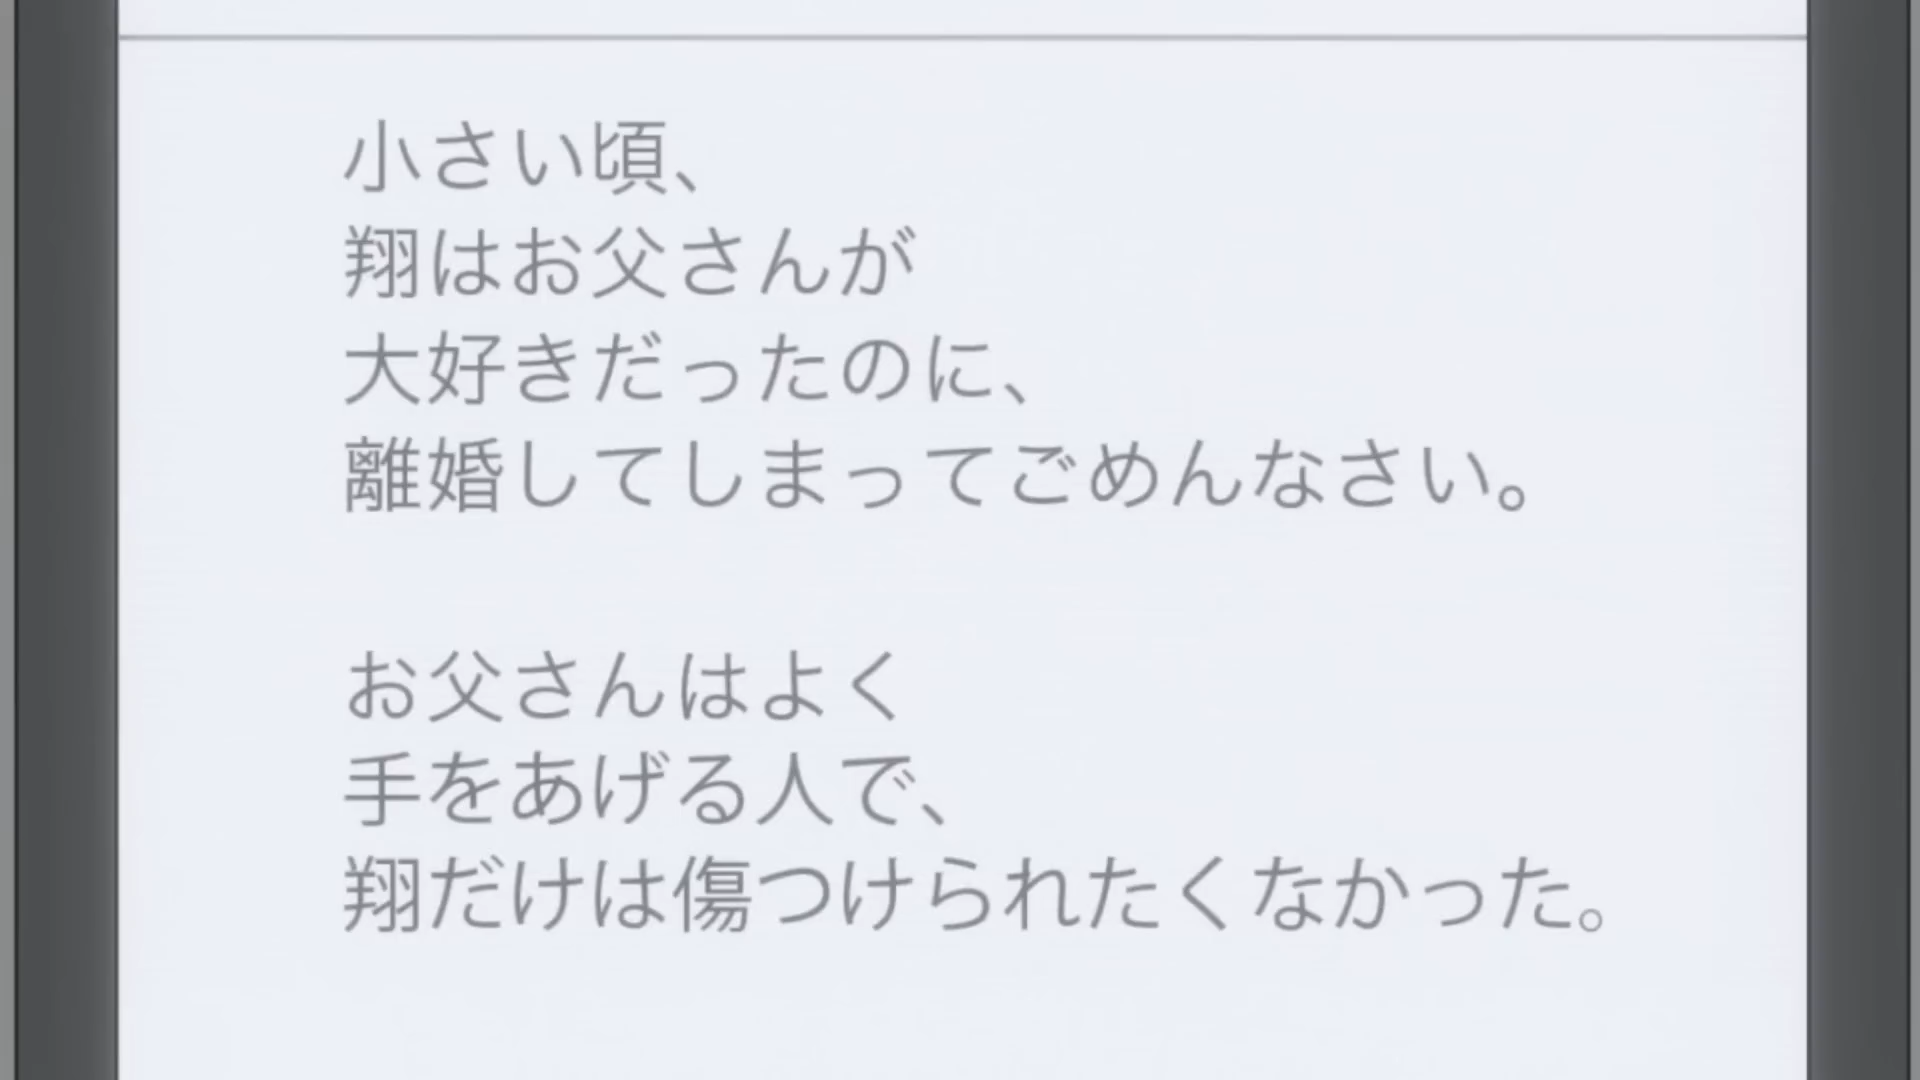 小さい頃、
翔はお父さんが
大好きだったのに、
離婚してしまってごめんなさい。
お父さんはよく
手をあげる人で、
翔だけは傷つけられたくなかった。